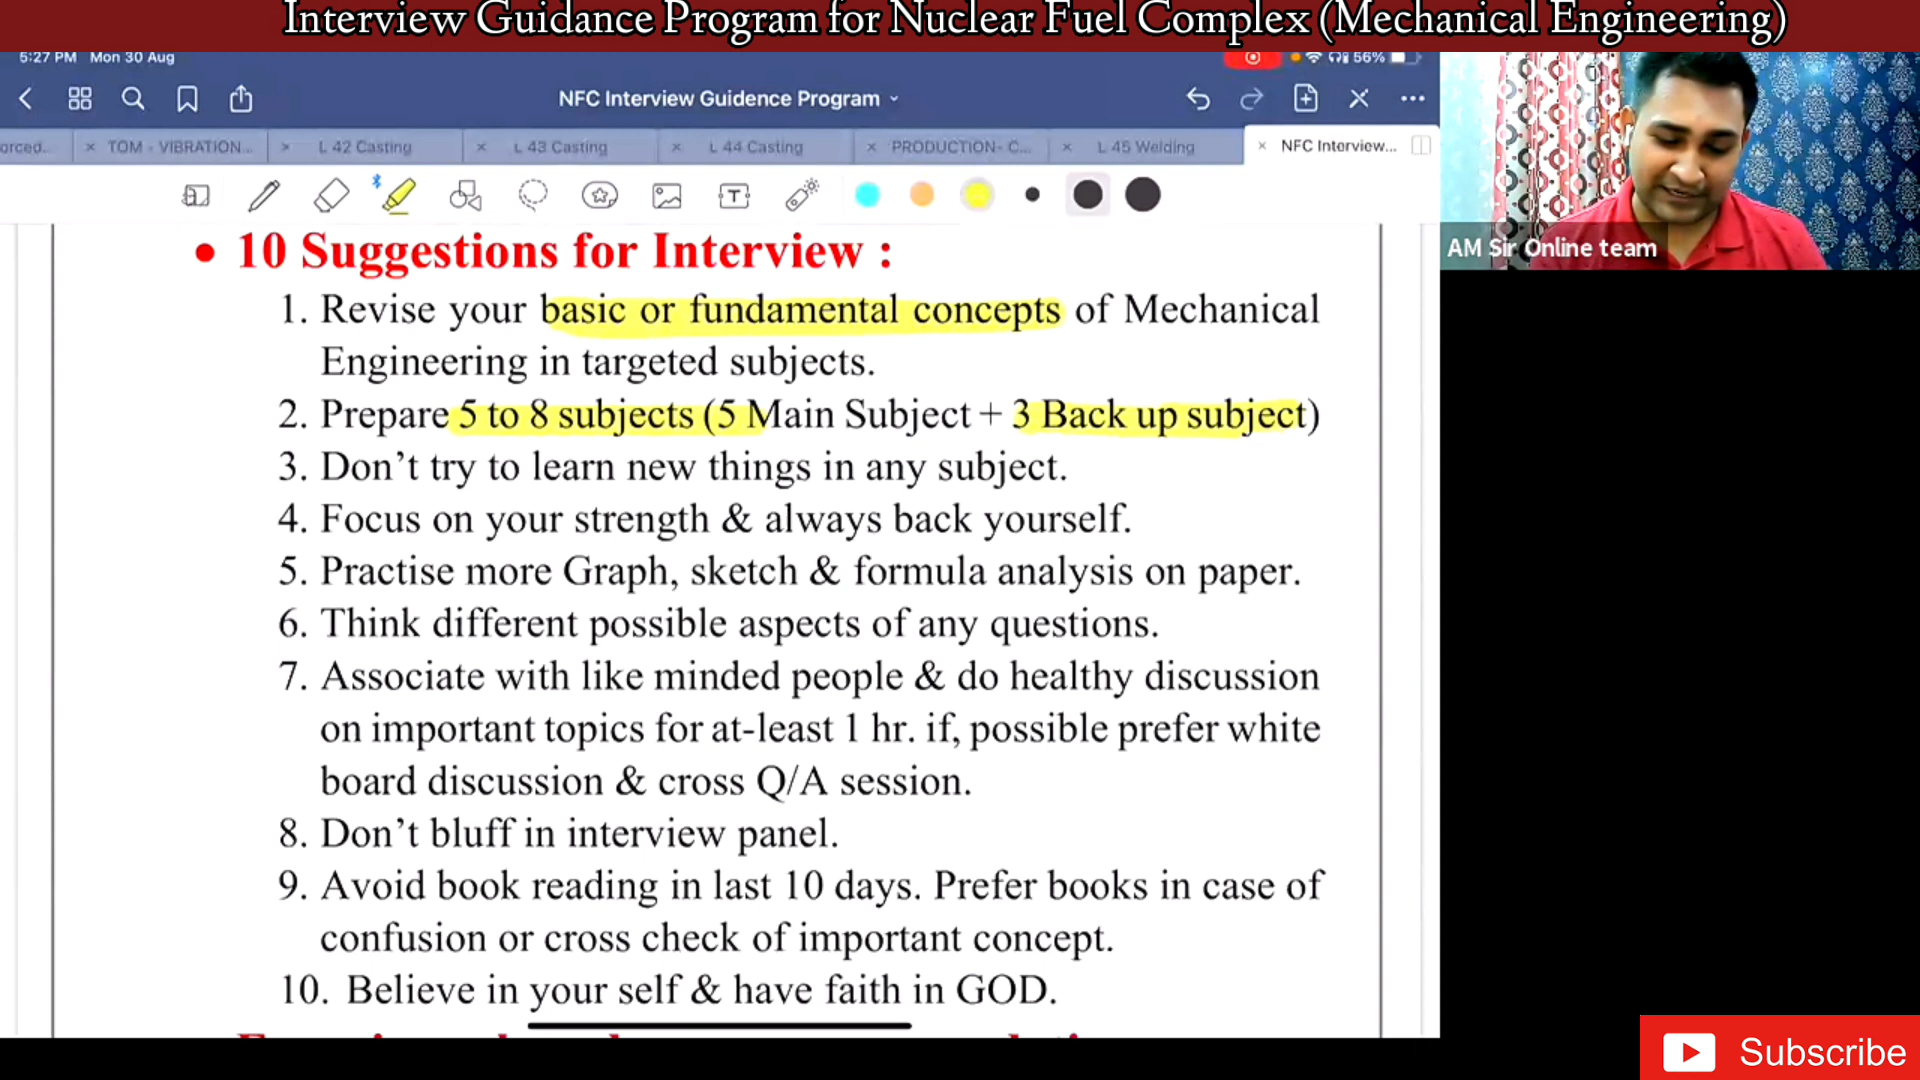 Interview Guidance Program for Nuclear Fuel Complex (Mechanical Engineering)
5:27 PM Mon 30 Aug
56%
NFC Interview Guidence Program
orced... × TOM - VIBRATION... × L 42 Casting × L 43 Casting × L 44 Casting × PRODUCTION- C... × L 45 Welding × NFC Interview...
• 10 Suggestions for Interview :
1. Revise your basic or fundamental concepts of Mechanical
Engineering in targeted subjects.
2. Prepare 5 to 8 subjects (5 Main Subject + 3 Back up subject)
3. Don’t try to learn new things in any subject.
4. Focus on your strength & always back yourself.
5. Practise more Graph, sketch & formula analysis on paper.
6. Think different possible aspects of any questions.
7. Associate with like minded people & do healthy discussion
on important topics for at-least 1 hr. if, possible prefer white
board discussion & cross Q/A session.
8. Don’t bluff in interview panel.
9. Avoid book reading in last 10 days. Prefer books in case of
confusion or cross check of important concept.
10. Believe in your self & have faith in GOD.
AM Sir Online team
Subscribe